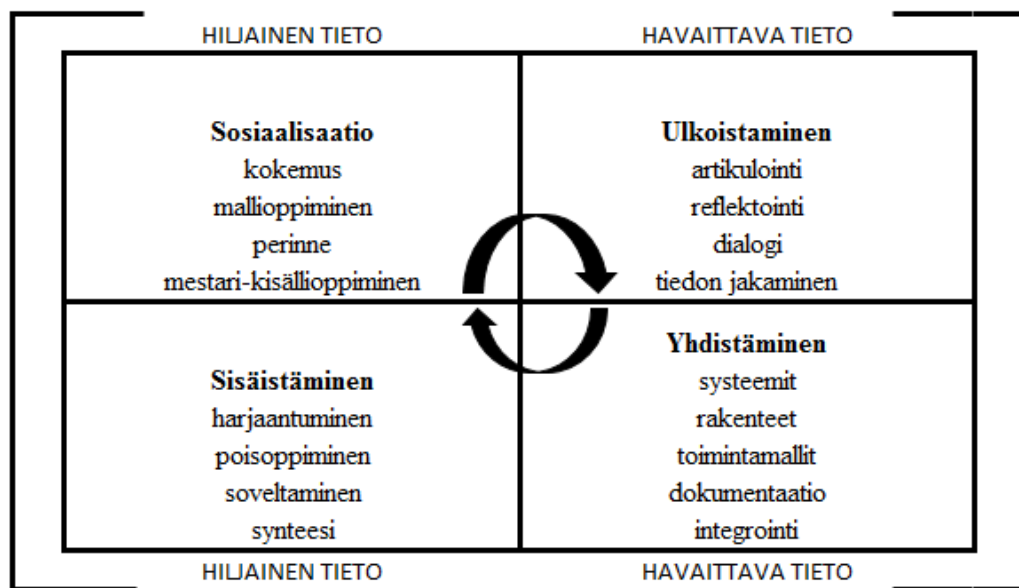 HILJAINEN TIETO
HAVAITTAVA TIETO
Sosiaalisaatio
kokemus
mallioppiminen
perinne
mestari-kisällioppiminen
Ulkoistaminen
artikulointi
reflektointi
dialogi
tiedon jakaminen
Sisäistäminen
harjaantuminen
poisoppiminen
soveltaminen
synteesi
Yhdistäminen
systeemit
rakenteet
toimintamallit
dokumentaatio
integrointi
HILJAINEN TIETO
HAVAITTAVA TIETO